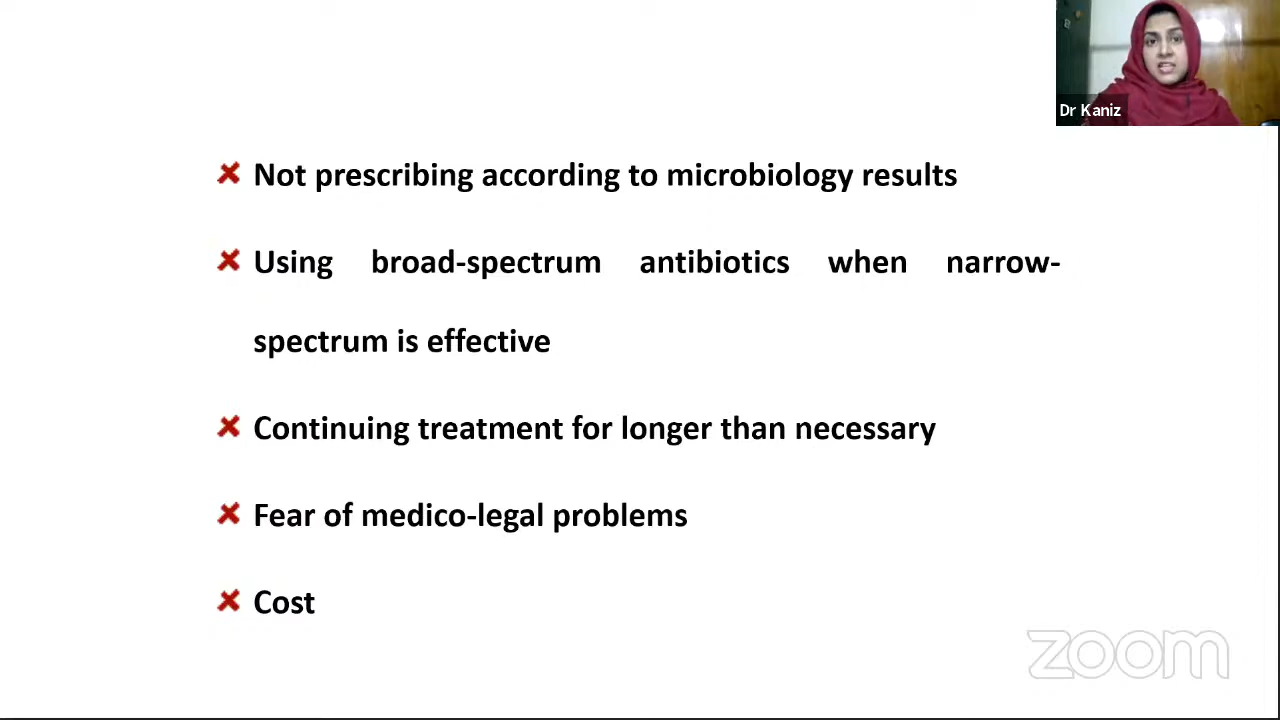 Dr Kaniz
Not prescribing according to microbiology results
Using broad-spectrum antibiotics when narrow-
spectrum is effective
Continuing treatment for longer than necessary
Fear of medico-legal problems
Cost
zoom